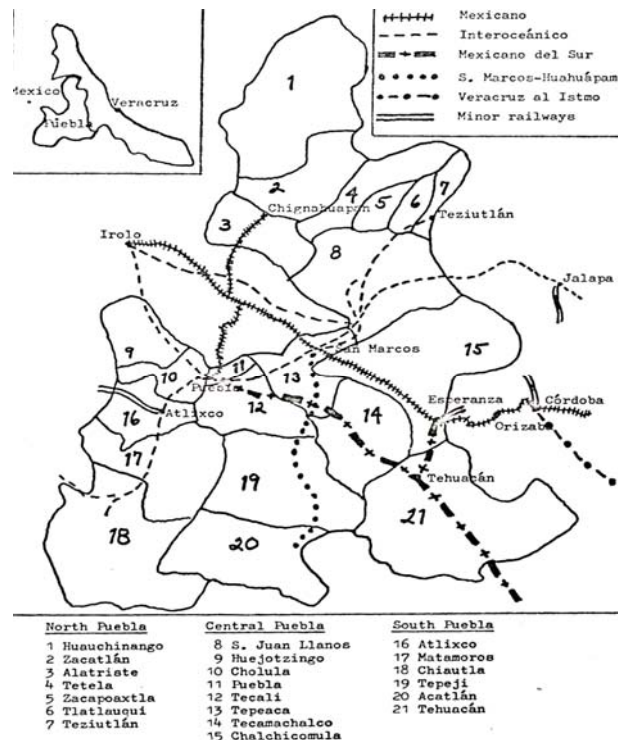 Mexicano
Interoceánico
Mexicano del Sur
S. Marcos-Huahuápam
Veracruz al Istmo
Minor railways
Mexico
Veracruz
Puebla
1
2
Chignahuapan
3
4
5
6
7
Teziutlán
8
Irolo
Jalapa
San Marcos
15
9
10
11
13
Puebla
Esperanza
Córdoba
16
Atlixco
12
14
Orizab
17
Tehuacán
19
18
20
21
North Puebla
1 Huauchinango
2 Zacatlán
3 Alatriste
4 Tetela
5 Zacapoaxtla
6 Tlatlauqui
7 Teziutlán
Central Puebla
8 S. Juan Llanos
9 Huejotzingo
10 Cholula
11 Puebla
12 Tecali
13 Tepeaca
14 Tecamachalco
15 Chalchicomula
South Puebla
16 Atlixco
17 Matamoros
18 Chiautla
19 Tepeji
20 Acatlán
21 Tehuacán